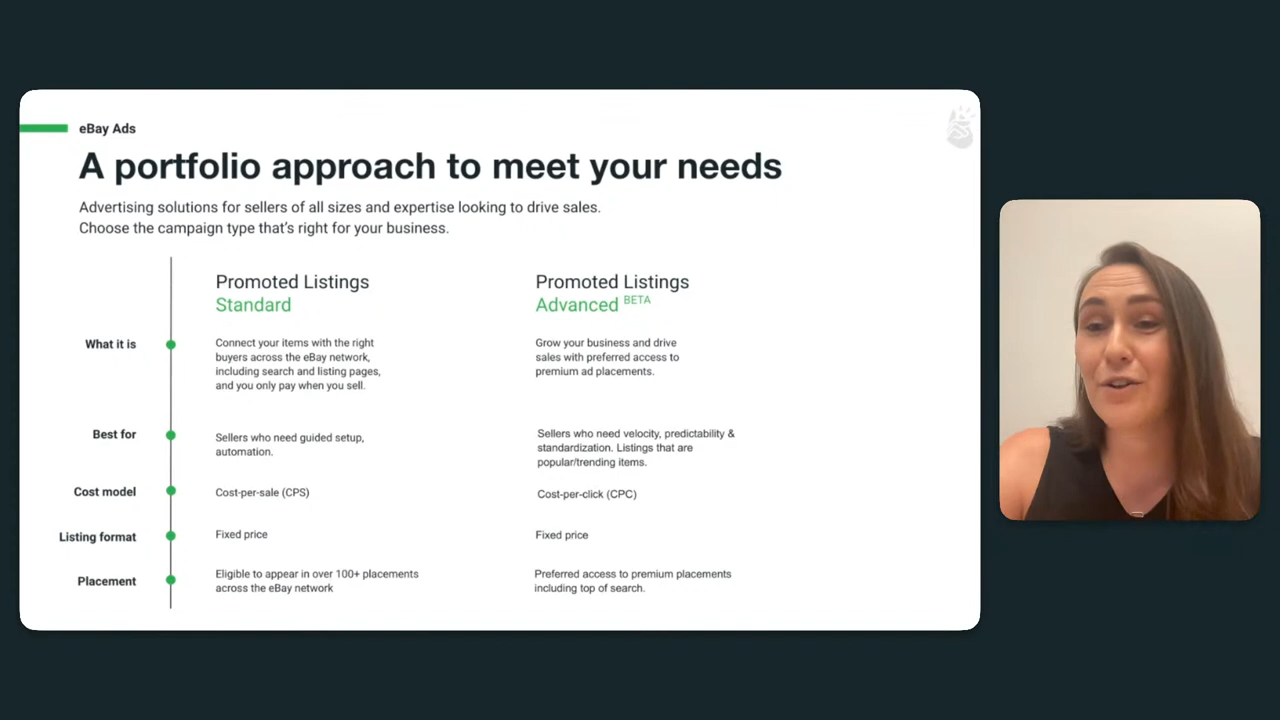 eBay Ads
A portfolio approach to meet your needs
Advertising solutions for sellers of all sizes and expertise looking to drive sales.
Choose the campaign type that's right for your business.
Promoted Listings
Standard
Promoted Listings
Advanced BETA
What it is
Connect your items with the right
buyers across the eBay network,
including search and listing pages,
and you only pay when you sell.
Grow your business and drive
sales with preferred access to
premium ad placements.
Best for
Sellers who need guided setup,
automation.
Sellers who need velocity, predictability &
standardization. Listings that are
popular/trending items.
Cost model
Cost-per-sale (CPS)
Cost-per-click (CPC)
Listing format
Fixed price
Fixed price
Placement
Eligible to appear in over 100+ placements
across the eBay network
Preferred access to premium placements
including top of search.